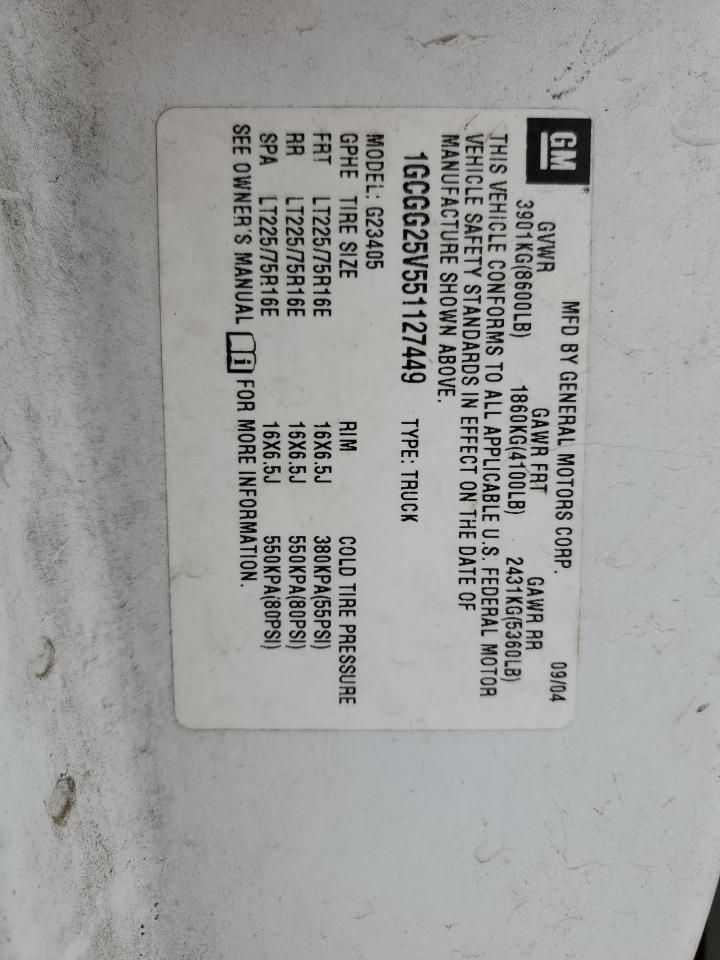 GM
MFD BY GENERAL MOTORS CORP. 09/04
GVWR GAWR FRT GAWR RR
3901KG(8600LB) 1860KG(4100LB) 2431KG(5360LB)
THIS VEHICLE CONFORMS TO ALL APPLICABLE U.S. FEDERAL MOTOR
VEHICLE SAFETY STANDARDS IN EFFECT ON THE DATE OF
MANUFACTURE SHOWN ABOVE.
1GCGG25V551127449 TYPE: TRUCK
MODEL: G23405
GPHE TIRE SIZE RIM COLD TIRE PRESSURE
FRT LT225/75R16E 16X6.5J 380KPA(55PSI)
RR LT225/75R16E 16X6.5J 550KPA(80PSI)
SPA LT225/75R16E 16X6.5J 550KPA(80PSI)
SEE OWNER'S MANUAL i FOR MORE INFORMATION.